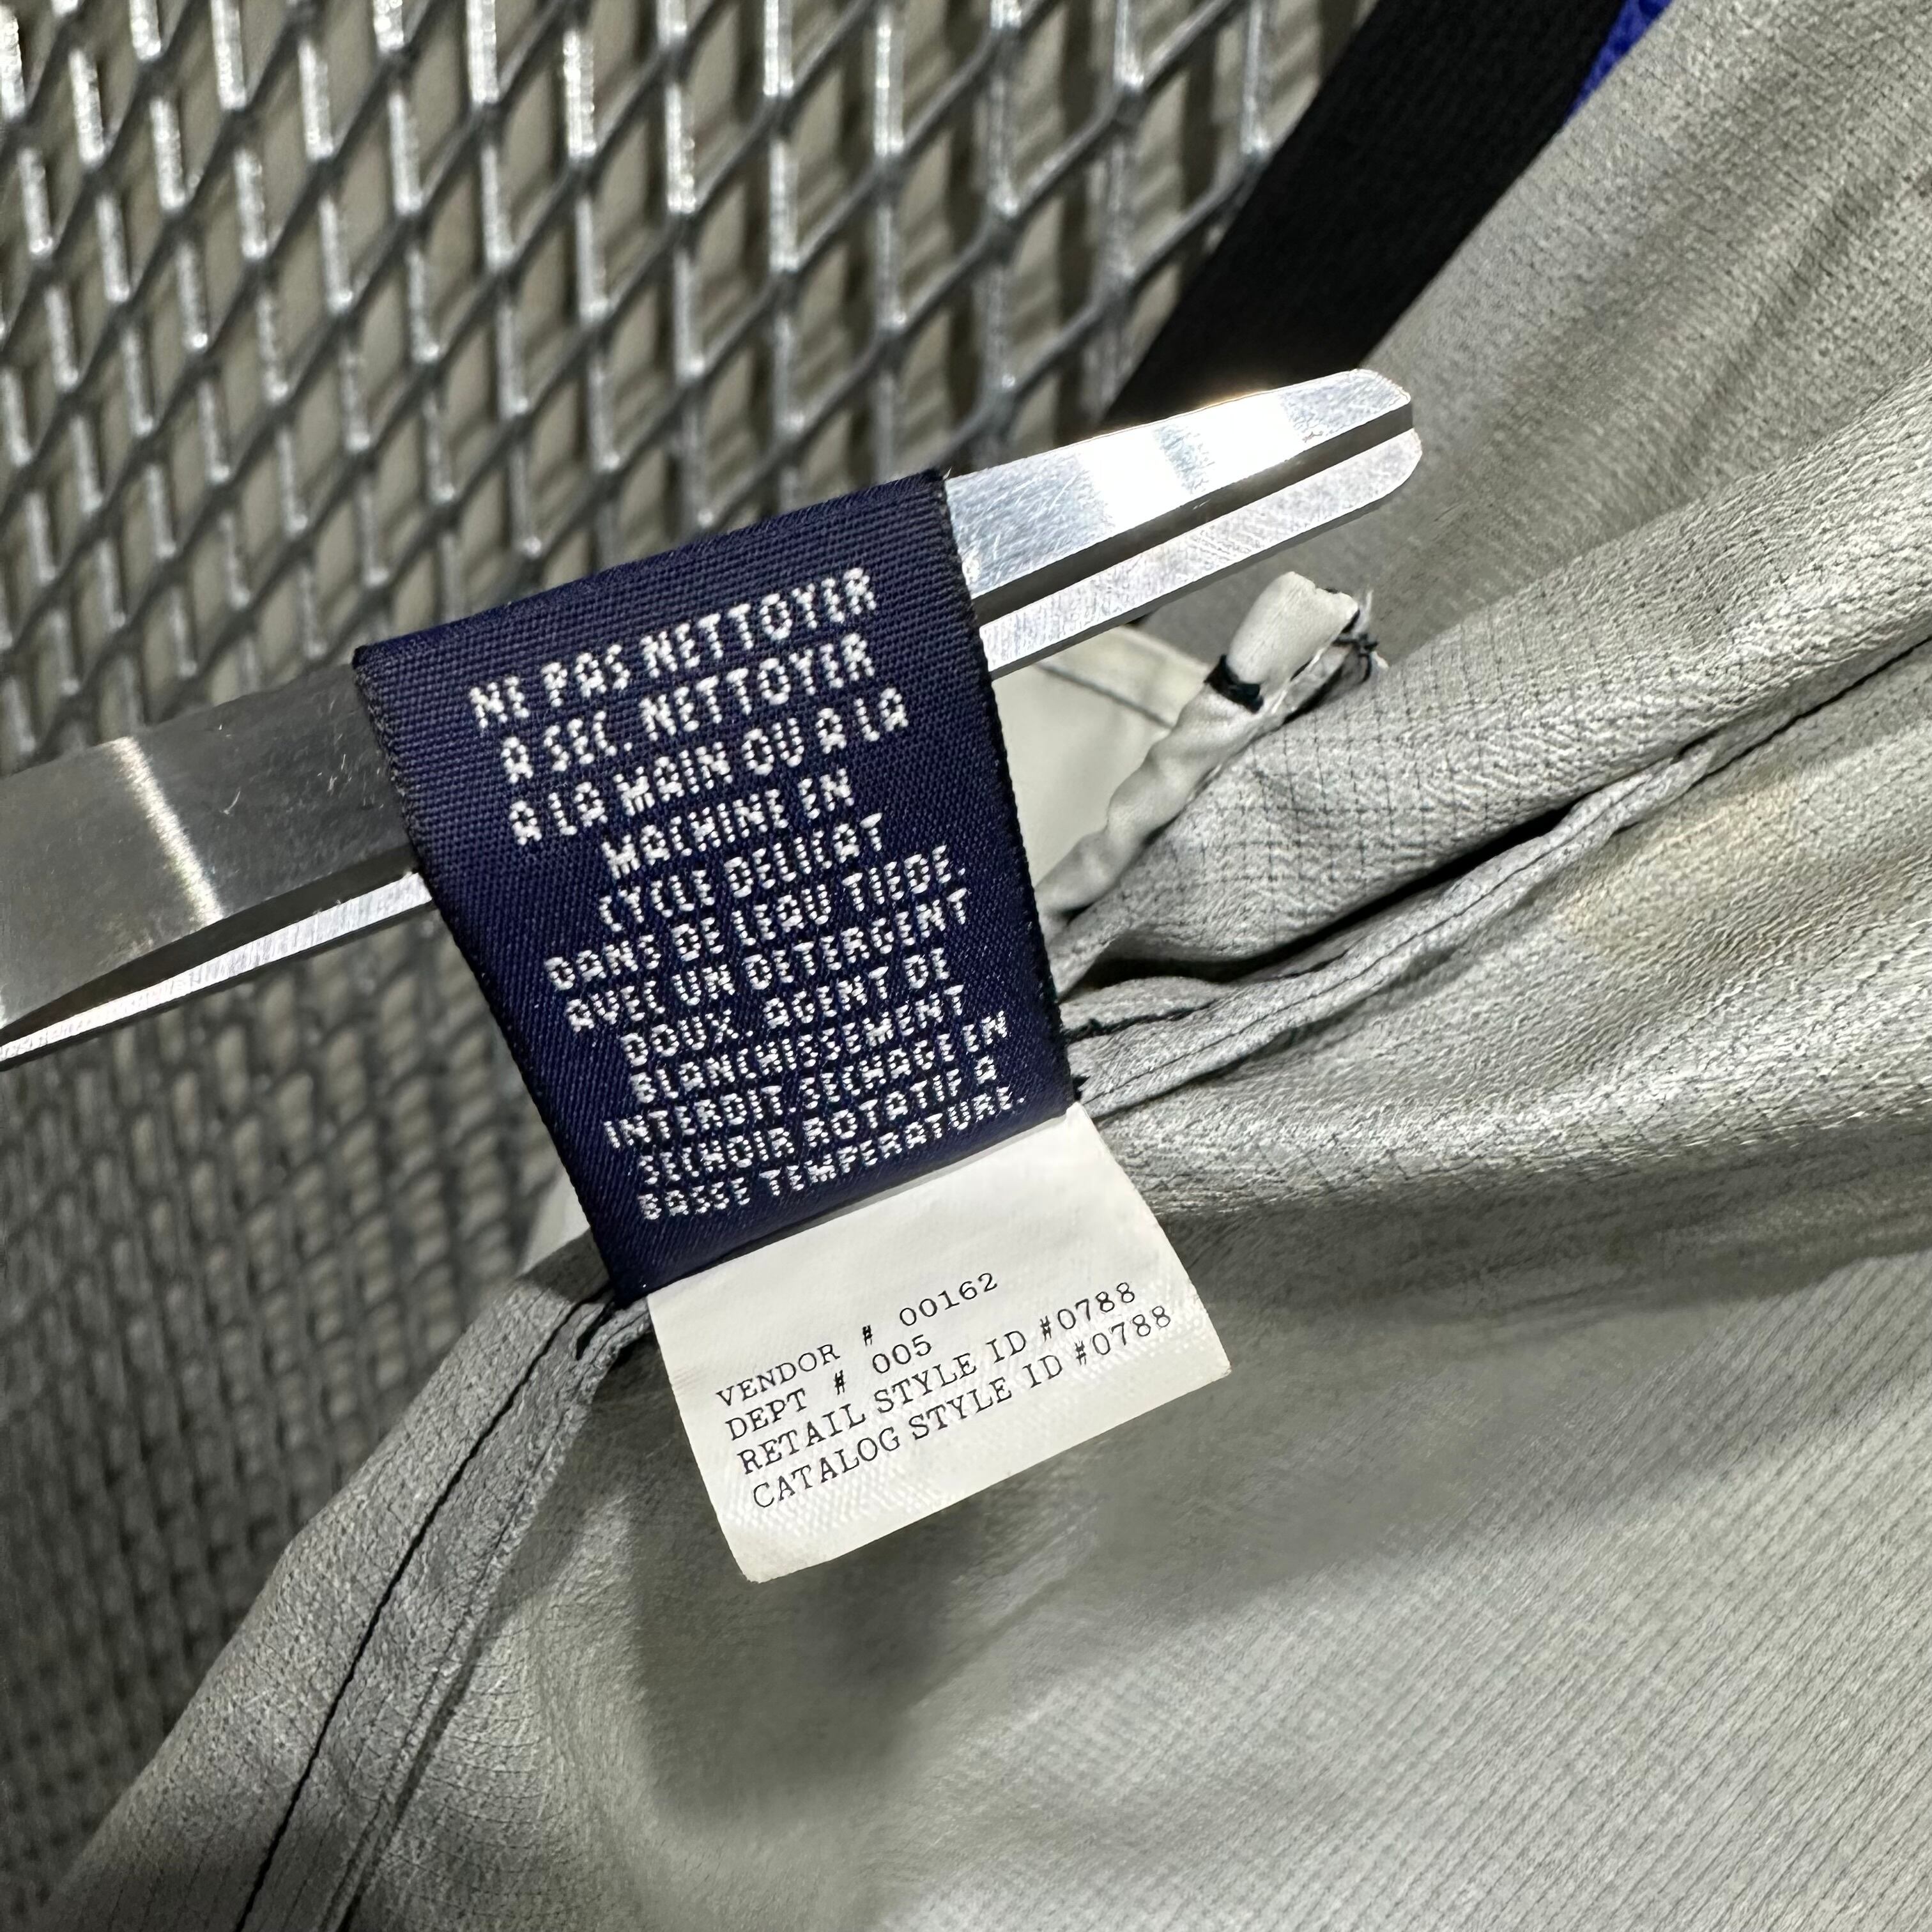 NE PAS NETTOYER
A SEC. NETTOYER
A LA MAIN OU A LA
MACHINE EN
CYCLE DELICAT
DANS DE LEAU TIEDE.
AVEC UN DETERGENT
DOUX. AGENT DE
BLANCHISSEMENT
INTERDIT. SECHAGE EN
SECHOIR ROTATIF A
BASSE TEMPERATURE.
VENDOR # 00162
DEPT # 005
RETAIL STYLE ID #0788
CATALOG STYLE ID #0788